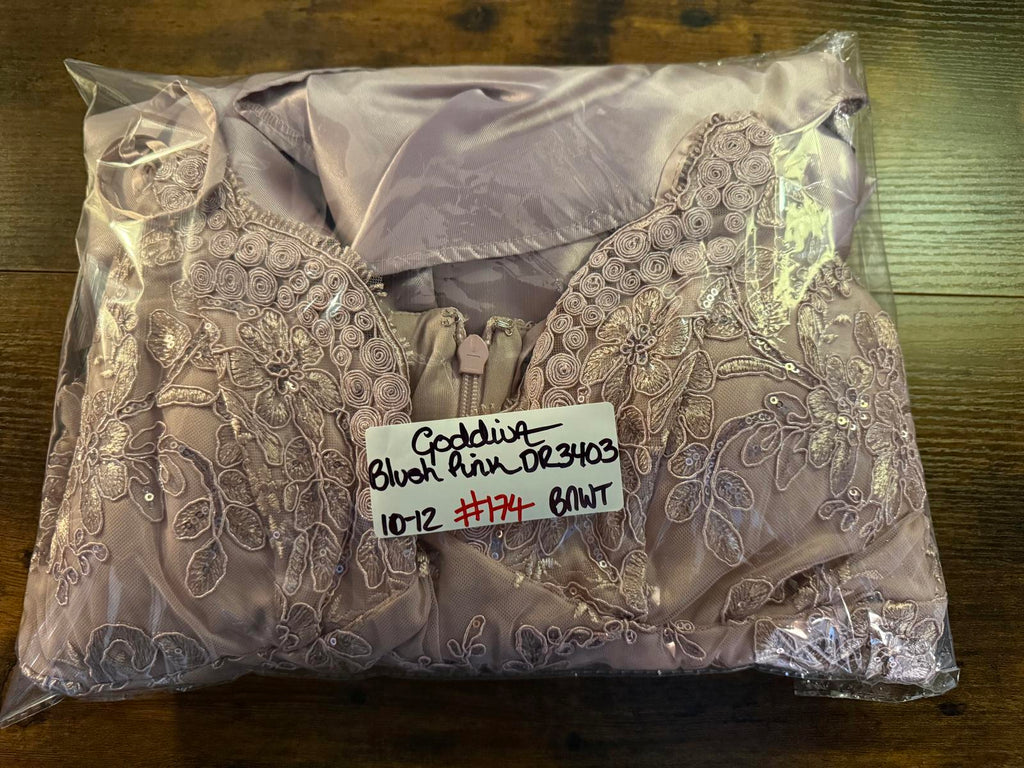 Goddiva
Blush Pink DR3403
10-12 #174 BNWT